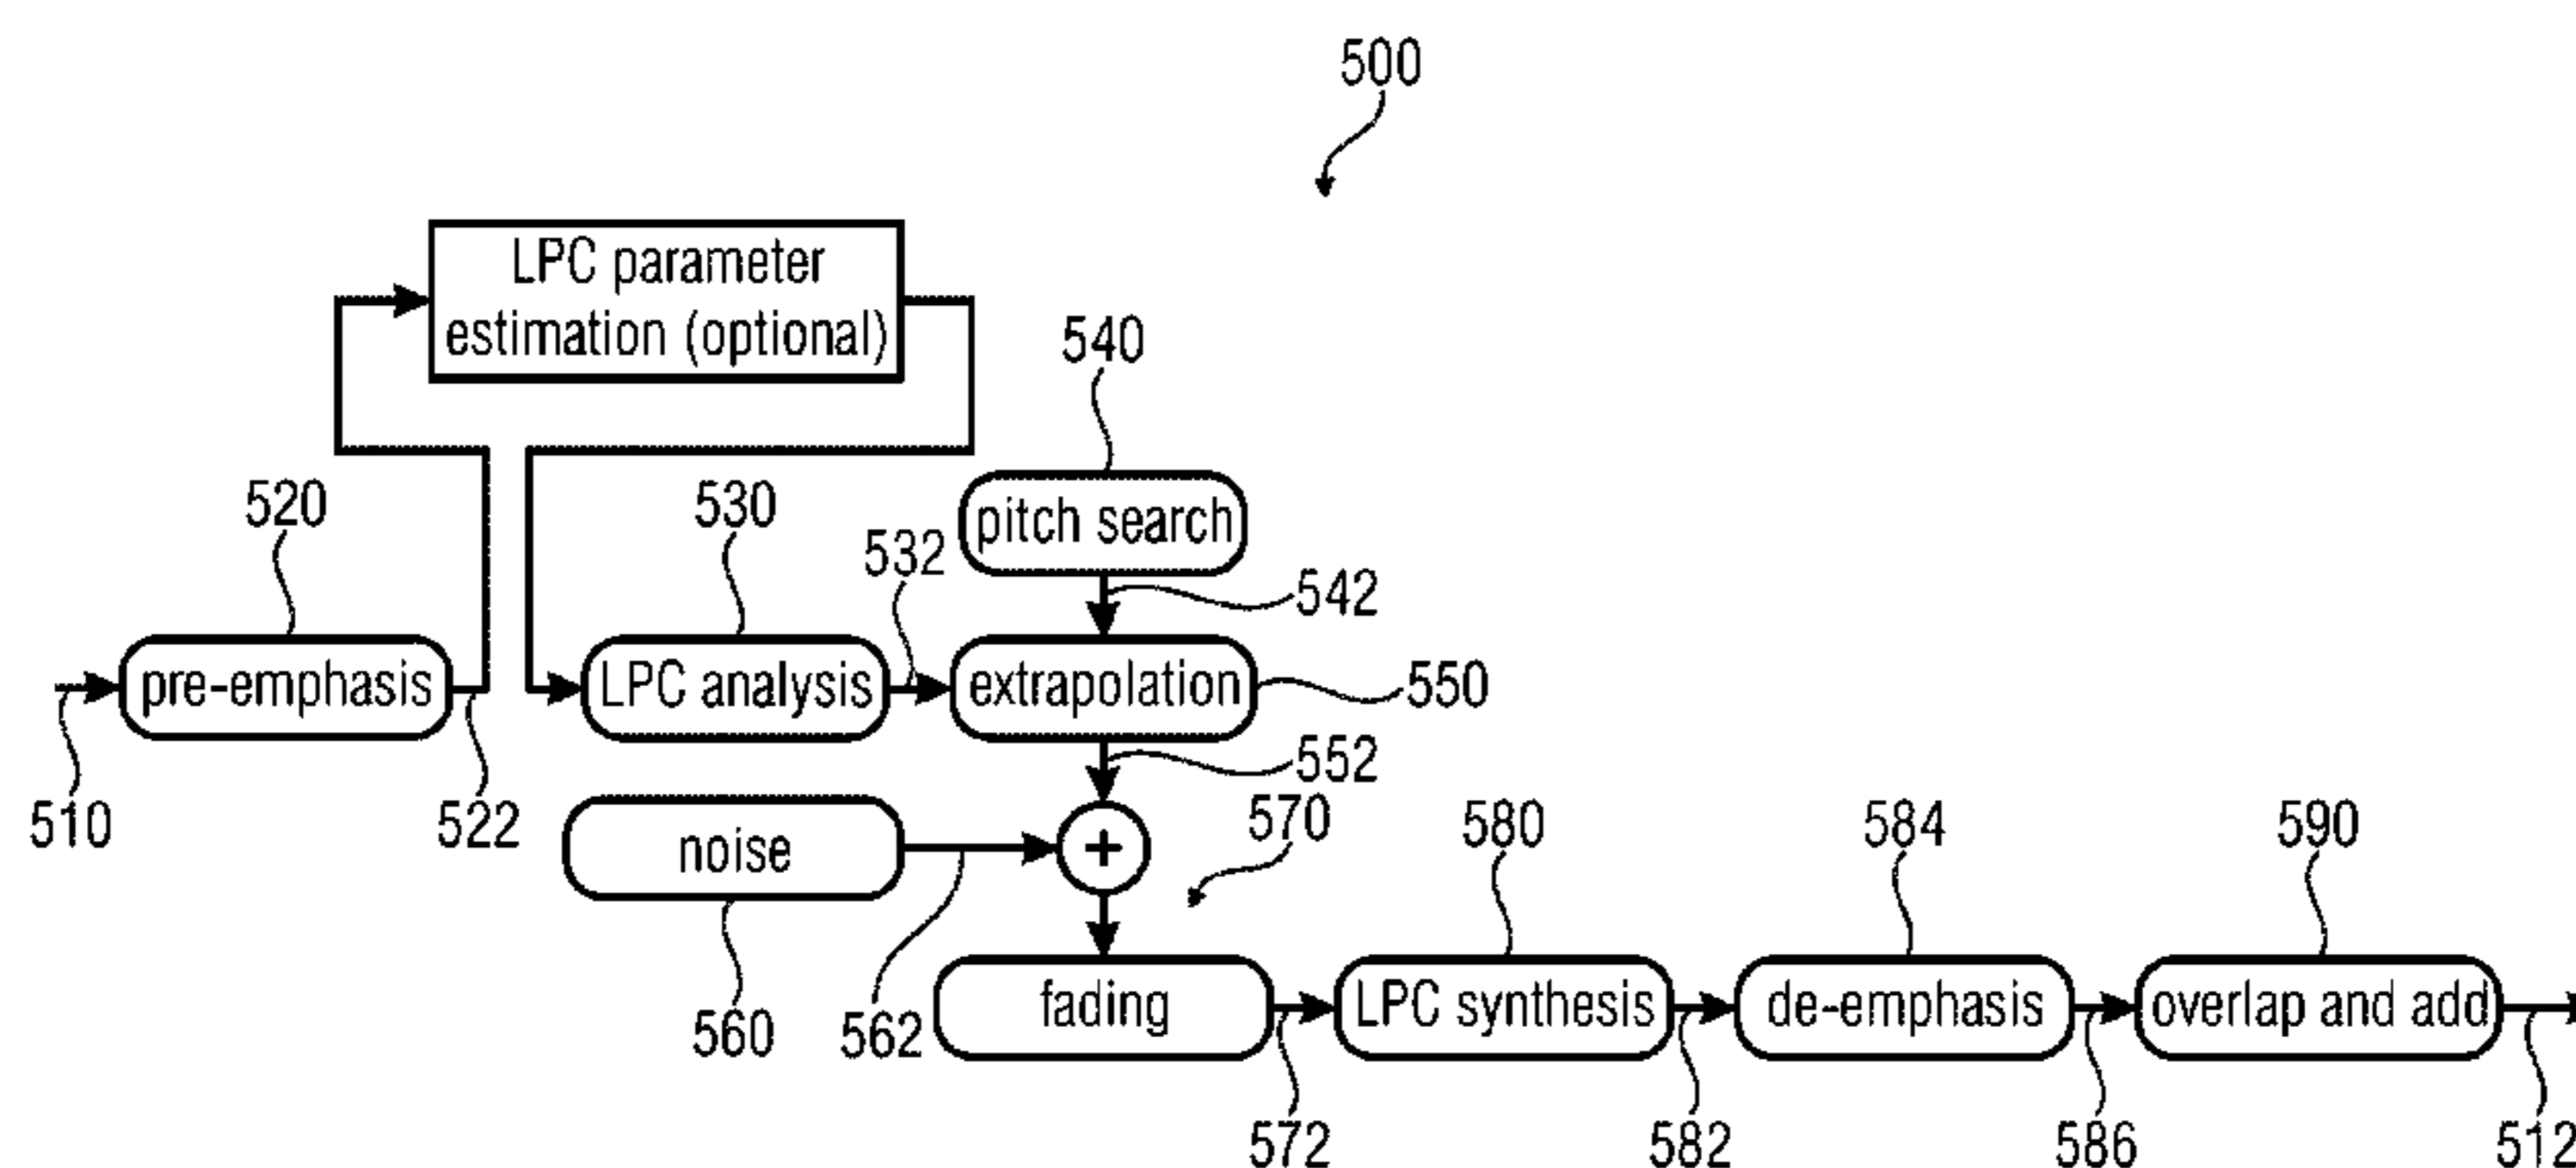 500
LPC parameter
estimation (optional)
540
520
530
532
pitch search
542
pre-emphasis
LPC analysis
extrapolation
550
552
510
522
noise
+
570
580
584
590
560
562
fading
LPC synthesis
de-emphasis
overlap and add
572
582
586
512